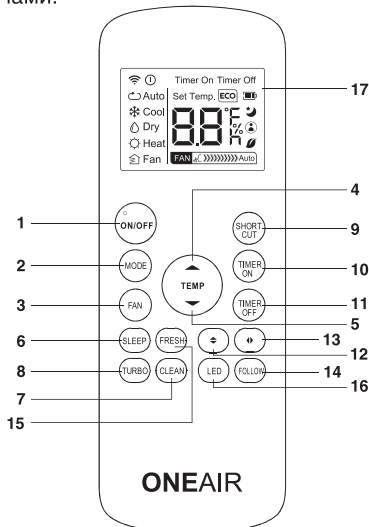 чами.
Timer On Timer Off
17
Auto
Set Temp. ECO
Cool
Dry
88 °F % h
Heat
Fan
FAN Auto
4
1
ON/OFF
SHORT CUT
9
2
MODE
TEMP
TIMER ON
10
3
FAN
TIMER OFF
11
5
6
SLEEP
FRESH
13
12
8
TURBO
CLEAN
LED
FOLLOW
14
7
16
15
ONEAIR